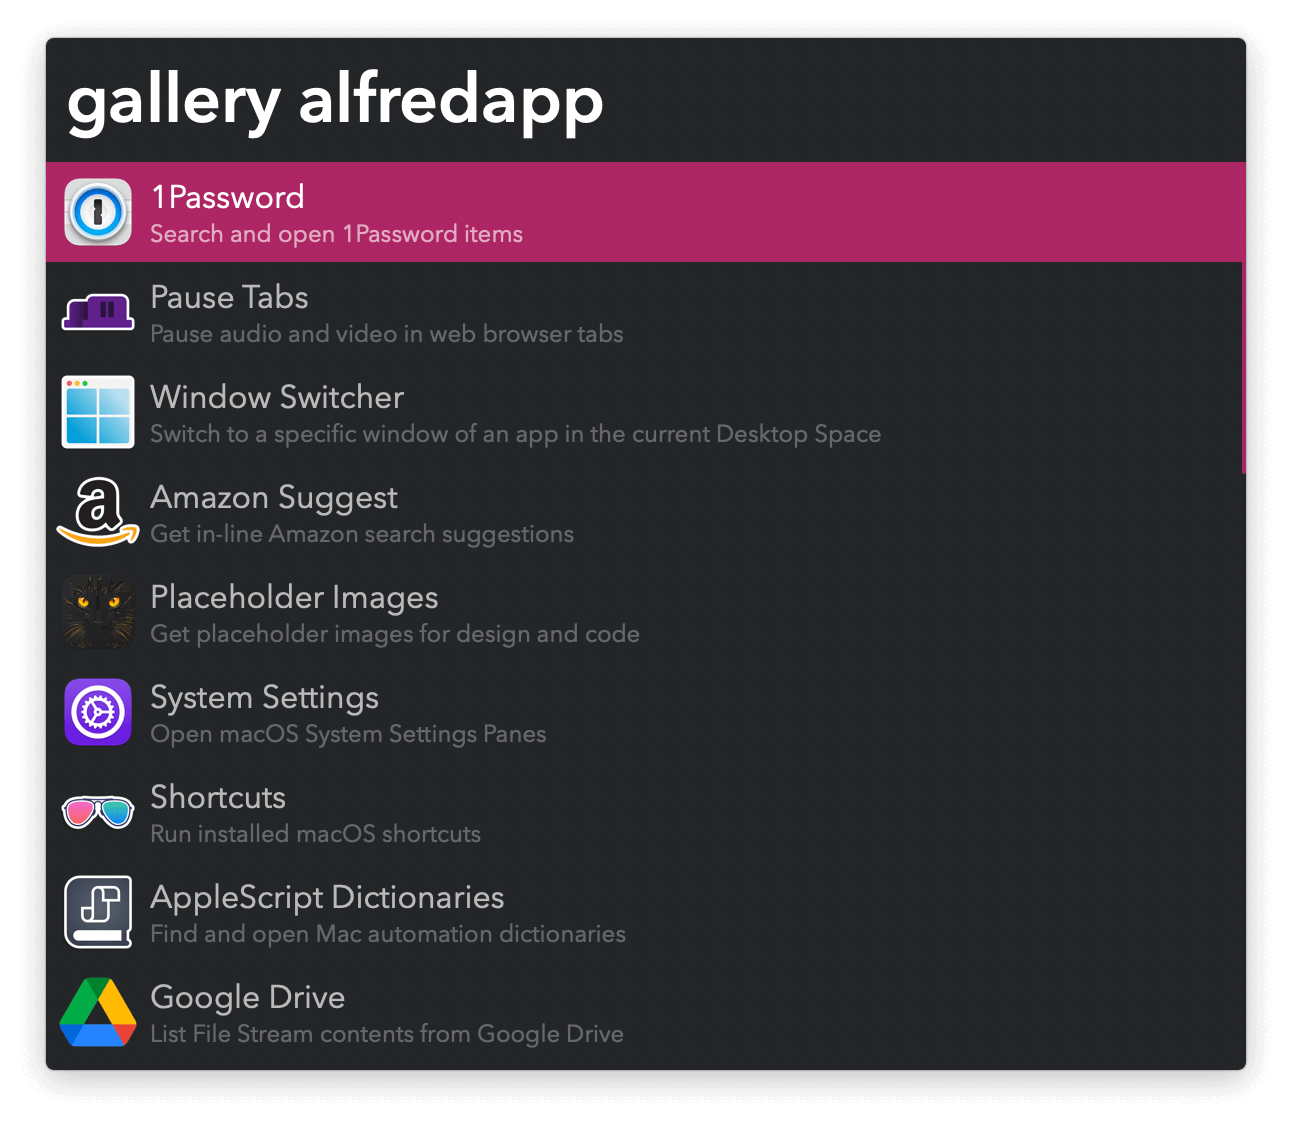 gallery alfredapp
1Password
Search and open 1Password items
Pause Tabs
Pause audio and video in web browser tabs
Window Switcher
Switch to a specific window of an app in the current Desktop Space
Amazon Suggest
Get in-line Amazon search suggestions
Placeholder Images
Get placeholder images for design and code
System Settings
Open macOS System Settings Panes
Shortcuts
Run installed macOS shortcuts
AppleScript Dictionaries
Find and open Mac automation dictionaries
Google Drive
List File Stream contents from Google Drive